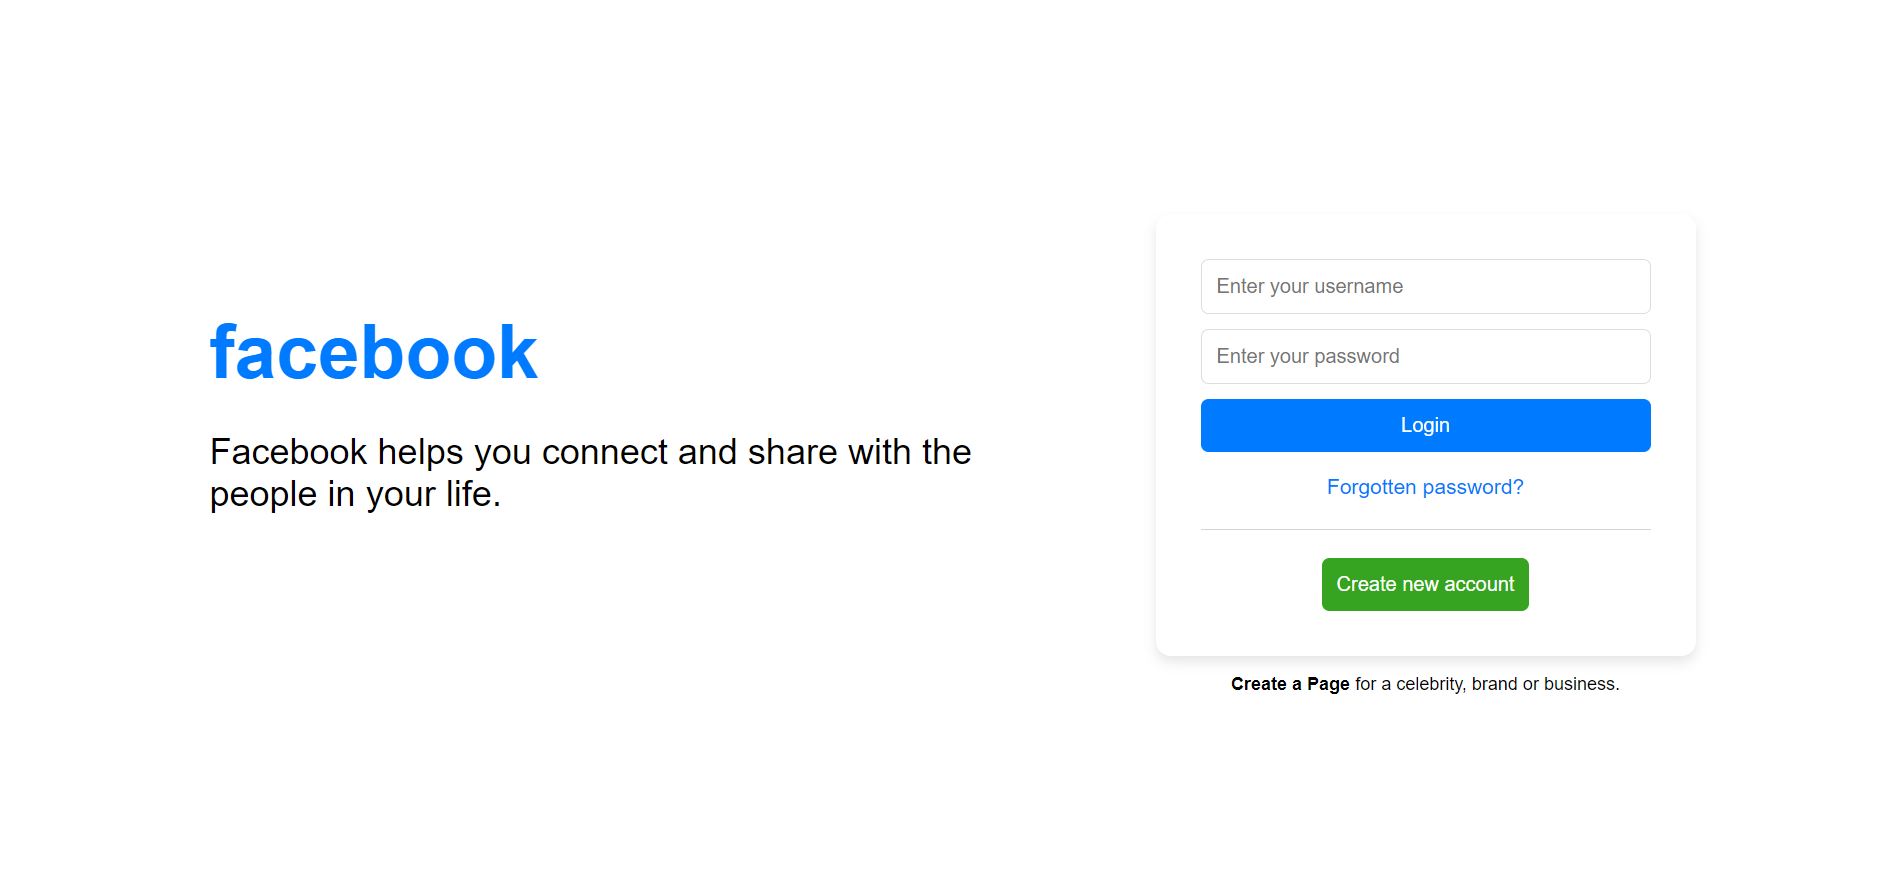 facebook
Facebook helps you connect and share with the
people in your life.
Enter your username
Enter your password
Login
Forgotten password?
Create new account
Create a Page for a celebrity, brand or business.